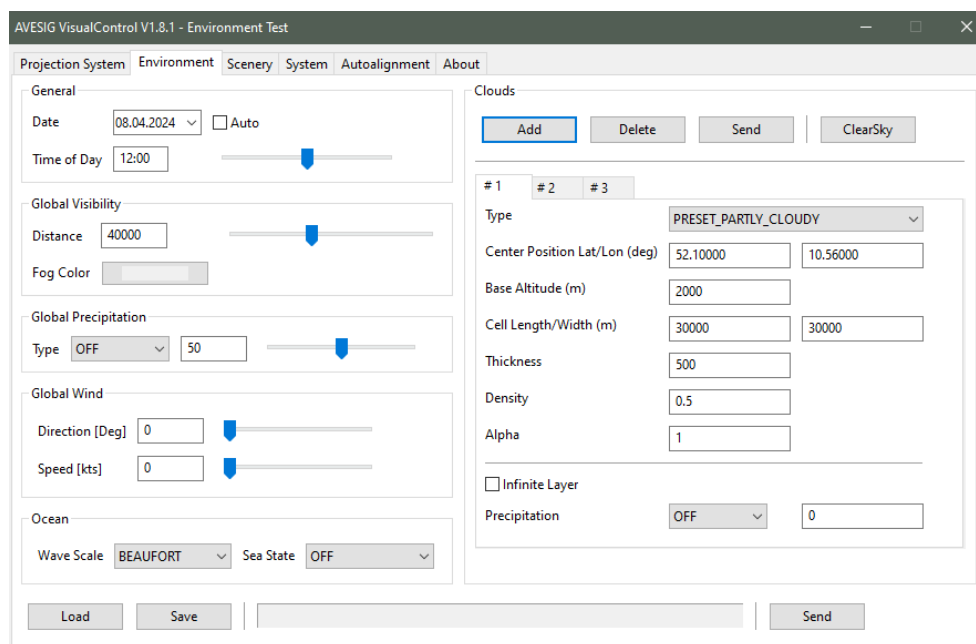 AVESIG VisualControl V1.8.1 - Environment Test
Projection System Environment Scenery System Autoalignment About
General
Date 08.04.2024 Auto
Time of Day 12:00
Global Visibility
Distance 40000
Fog Color
Global Precipitation
Type OFF 50
Global Wind
Direction [Deg] 0
Speed [kts] 0
Ocean
Wave Scale BEAUFORT Sea State OFF
Clouds
Add Delete Send ClearSky
# 1 # 2 # 3
Type PRESET_PARTLY_CLOUDY
Center Position Lat/Lon (deg) 52.10000 10.56000
Base Altitude (m) 2000
Cell Length/Width (m) 30000 30000
Thickness 500
Density 0.5
Alpha 1
Infinite Layer
Precipitation OFF 0
Load Save Send